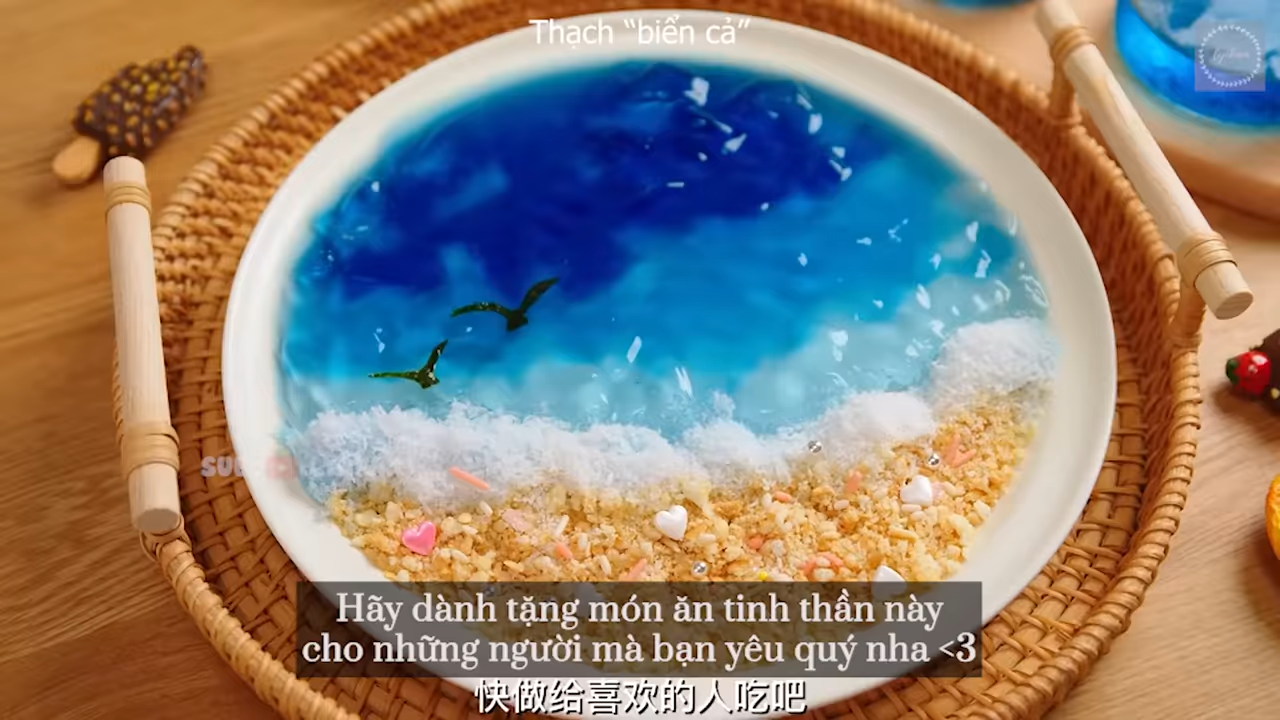 Thạch “biển cả”
Hãy dành tặng món ăn tinh thần này
cho những người mà bạn yêu quý nha <3
快做给喜欢的人吃吧